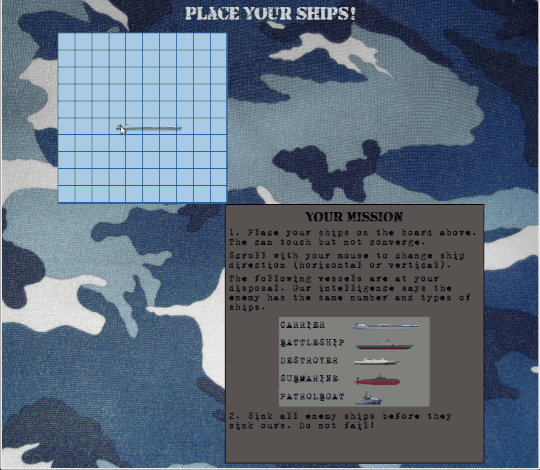 PLACE YOUR SHIPS!
YOUR MISSION
1. Place your ships on the board above.
The can touch but not converge.
Scroll with your mouse to change ship
direction (horizontal or vertical).
The following vessels are at your
disposal. Our intelligence says the
enemy has the same number and types of
ships.
CARRIER
BATTLESHIP
DESTROYER
SUBMARINE
PATROLBOAT
2. Sink all enemy ships before they
sink ours. Do not fail!